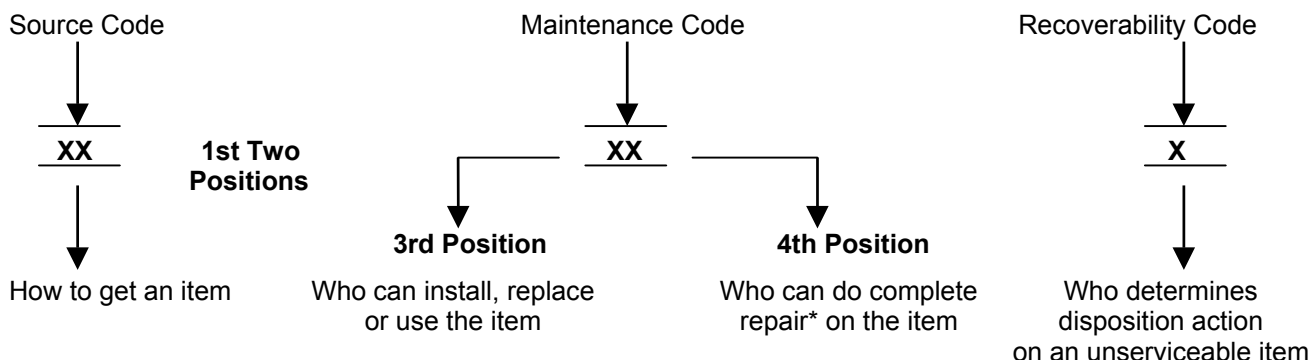 Source Code
Maintenance Code
Recoverability Code
XX
1st Two
Positions
XX
X
3rd Position
4th Position
How to get an item
Who can install, replace
or use the item
Who can do complete
repair* on the item
Who determines
disposition action
on an unserviceable item